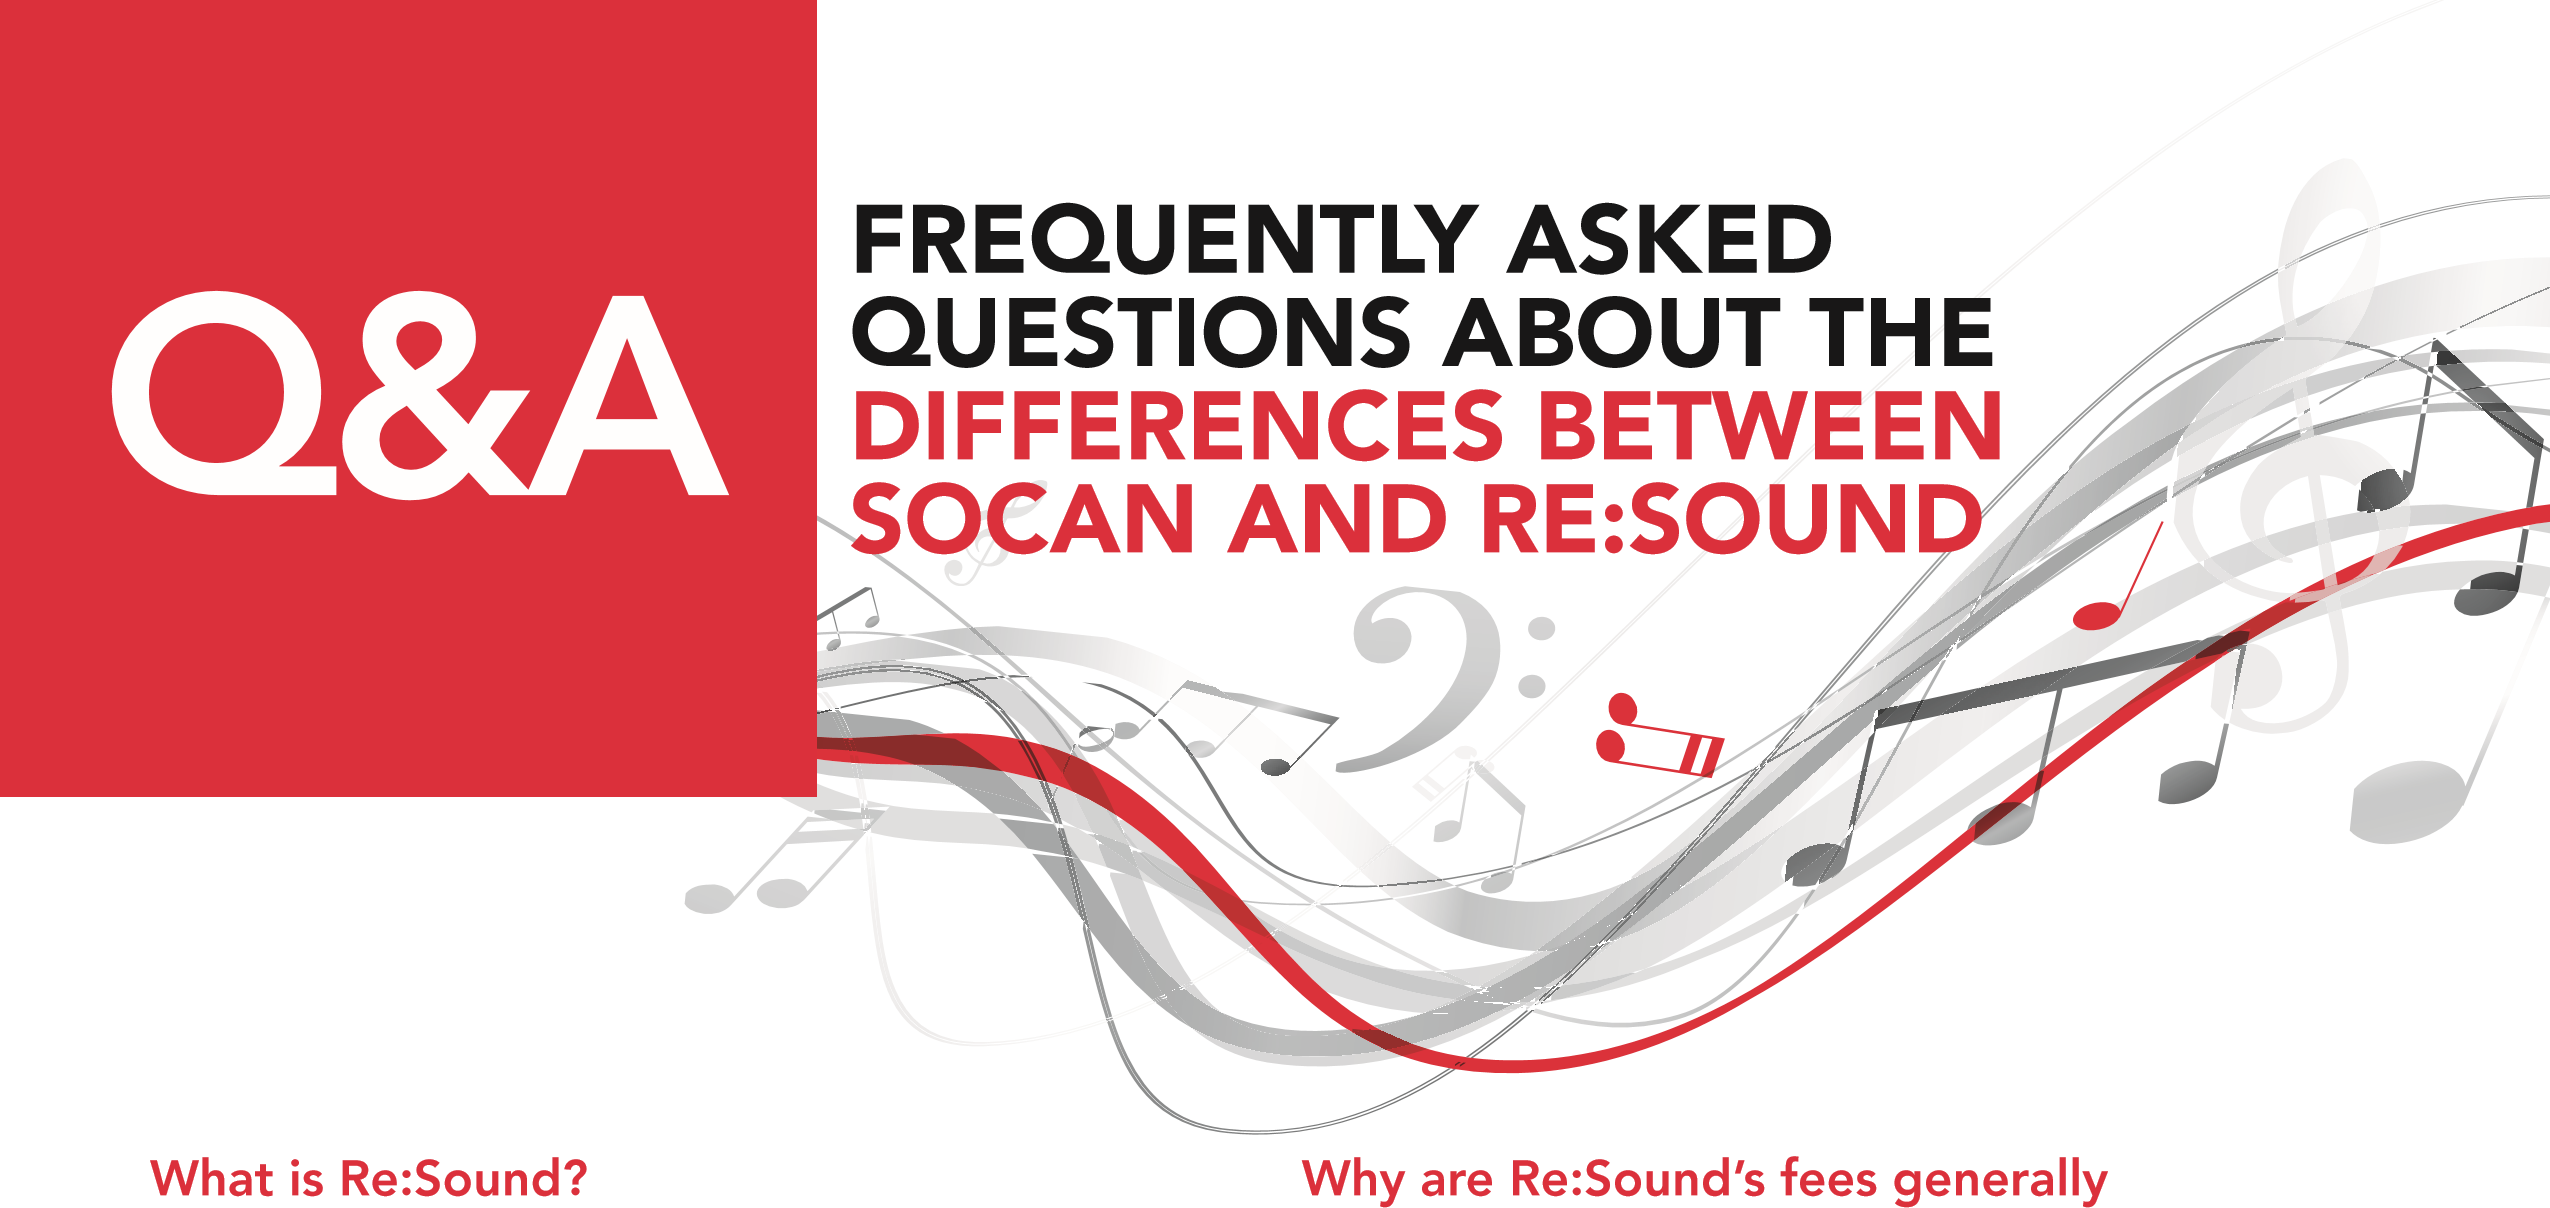 Q&A
FREQUENTLY ASKED
QUESTIONS ABOUT THE
DIFFERENCES BETWEEN
SOCAN AND RE:SOUND
What is Re:Sound?
Why are Re:Sound’s fees generally